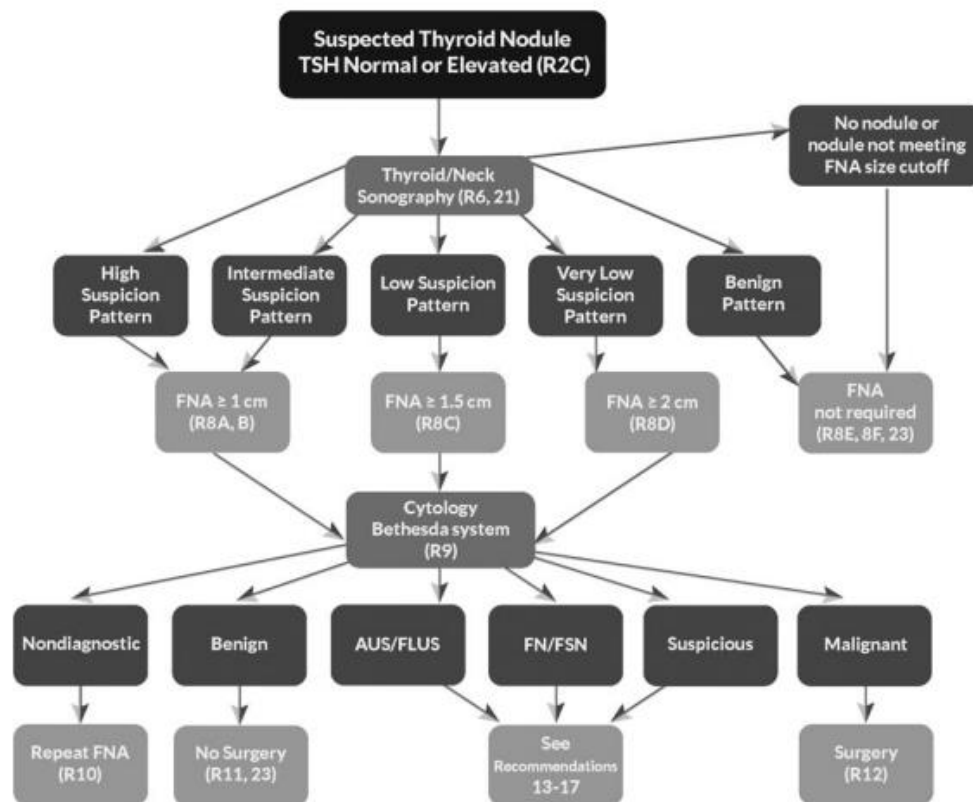 Suspected Thyroid Nodule
TSH Normal or Elevated (R2C)
No nodule or
nodule not meeting
FNA size cutoff
Thyroid/Neck
Sonography (R6, 21)
High
Suspicion
Pattern
Intermediate
Suspicion
Pattern
Low Suspicion
Pattern
Very Low
Suspicion
Pattern
Benign
Pattern
FNA ≥ 1 cm
(R8A, B)
FNA ≥ 1.5 cm
(R8C)
FNA ≥ 2 cm
(R8D)
FNA
not required
(R8E, 8F, 23)
Cytology
Bethesda system
(R9)
Nondiagnostic
Benign
AUS/FLUS
FN/FSN
Suspicious
Malignant
Repeat FNA
(R10)
No Surgery
(R11, 23)
See
Recommendations
13-17
Surgery
(R12)